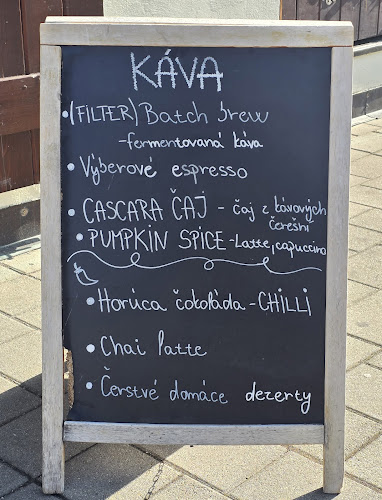 KÁVA
• (FILTER) Batch brew
-fermentovaná káva
• Výberové espresso
• CASCARA ČAJ - čaj z kávových
čerešní
• PUMPKIN SPICE - Latte, capuccino
• Horúca čokoláda - CHILLI
• Chai latte
• Čerstvé domáce dezerty